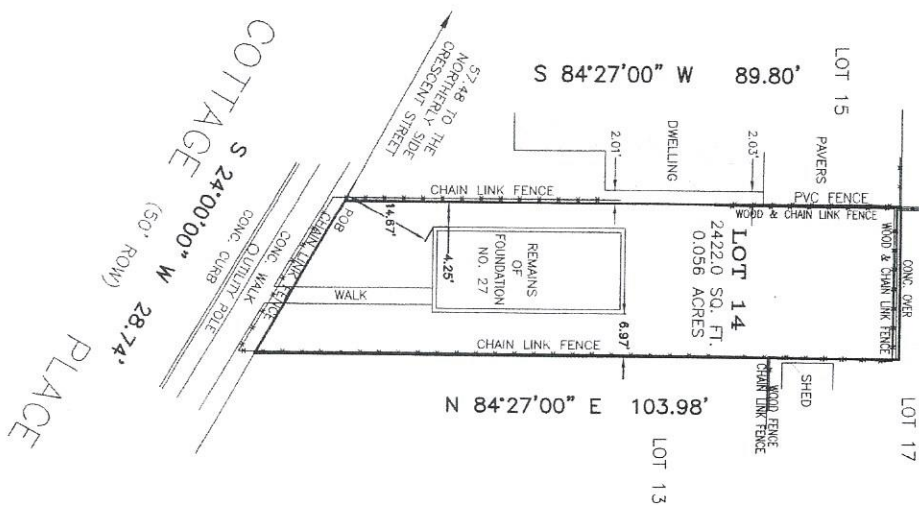 S 84°27'00" W 89.80'
LOT 15
PAVERS
DWELLING
2.01'
2.03'
57.48 TO THE
NORTHERLY SIDE
CRESCENT STREET
CHAIN LINK FENCE
PVC FENCE
WOOD & CHAIN LINK FENCE
WOOD & CHAIN LINK FENCE
CONC. OVER
LOT 14
2422.0 SQ. FT.
0.056 ACRES
REMAINS
OF
FOUNDATION
NO. 27
14.67'
4.25'
6.97'
POB
CHAIN LINK FENCE
CONC. WALK
UTILITY POLE
CONC. CURB
WALK
CHAIN LINK FENCE
COTTAGE PLACE
S 24°00'00" W 28.74'
(50' ROW)
SHED
WOOD FENCE
CHAIN LINK FENCE
LOT 17
N 84°27'00" E 103.98'
LOT 13